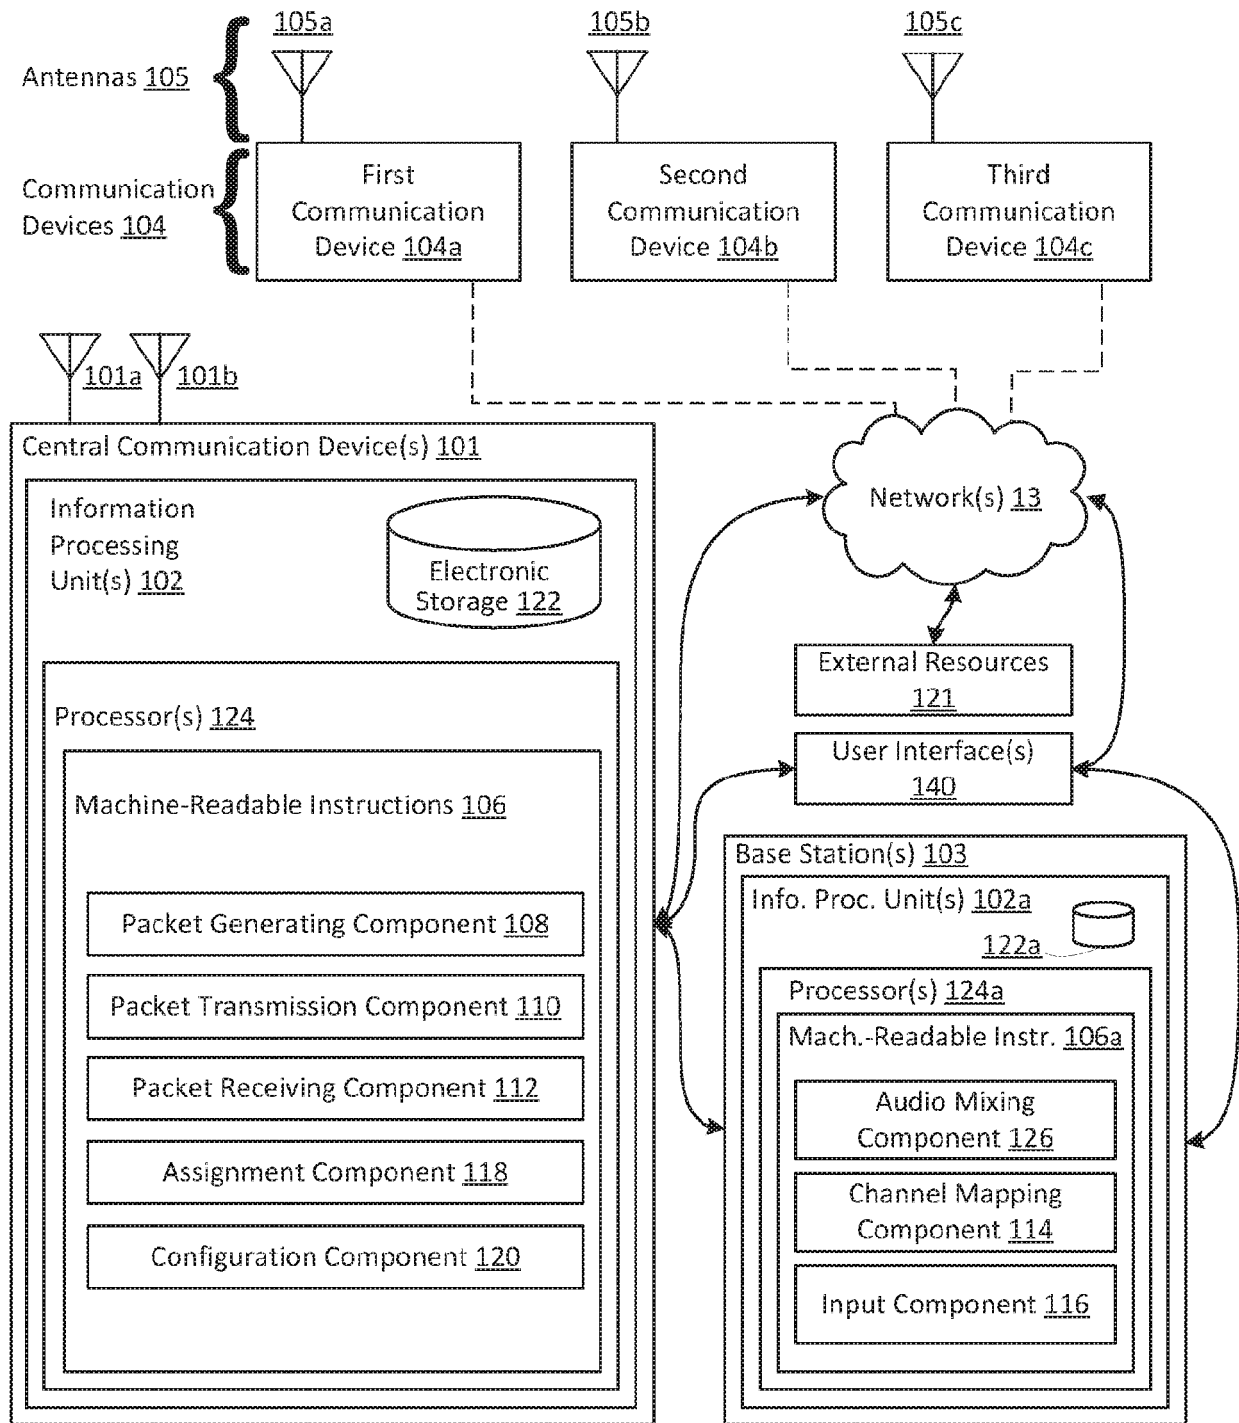 105a
105b
105c
Antennas 105
Communication
Devices 104
First
Communication
Device 104a
Second
Communication
Device 104b
Third
Communication
Device 104c
101a
101b
Central Communication Device(s) 101
Information
Processing
Unit(s) 102
Electronic
Storage 122
Processor(s) 124
Machine-Readable Instructions 106
Packet Generating Component 108
Packet Transmission Component 110
Packet Receiving Component 112
Assignment Component 118
Configuration Component 120
Network(s) 13
External Resources
121
User Interface(s)
140
Base Station(s) 103
Info. Proc. Unit(s) 102a
122a
Processor(s) 124a
Mach.-Readable Instr. 106a
Audio Mixing
Component 126
Channel Mapping
Component 114
Input Component 116